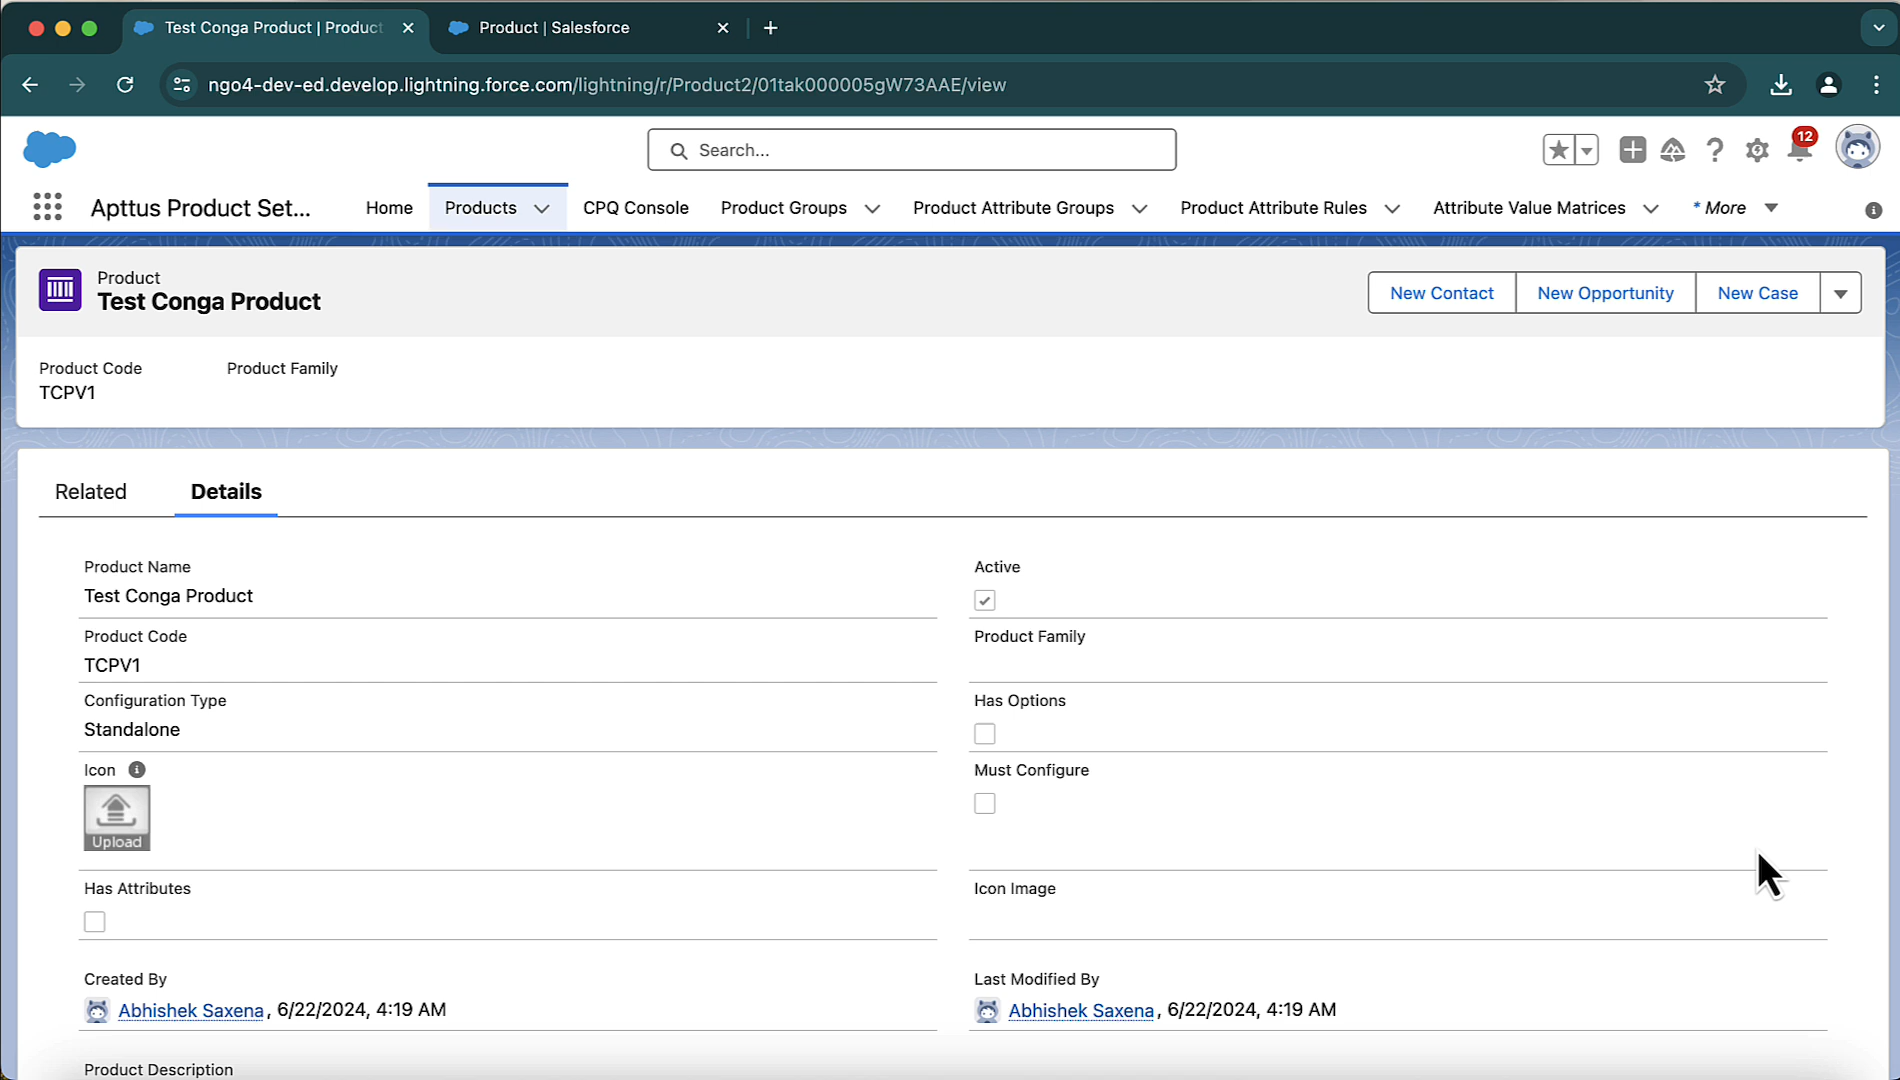 Test Conga Product | Product
Product | Salesforce
ngo4-dev-ed.develop.lightning.force.com/lightning/r/Product2/01tak000005gW73AAE/view
Search...
12
Apttus Product Set...
Home
Products
CPQ Console
Product Groups
Product Attribute Groups
Product Attribute Rules
Attribute Value Matrices
* More
Product
Test Conga Product
New Contact
New Opportunity
New Case
Product Code
Product Family
TCPV1
Related
Details
Product Name
Test Conga Product
Active
Product Code
TCPV1
Product Family
Configuration Type
Standalone
Has Options
Icon
Upload
Must Configure
Has Attributes
Icon Image
Created By
Abhishek Saxena, 6/22/2024, 4:19 AM
Last Modified By
Abhishek Saxena, 6/22/2024, 4:19 AM
Product Description